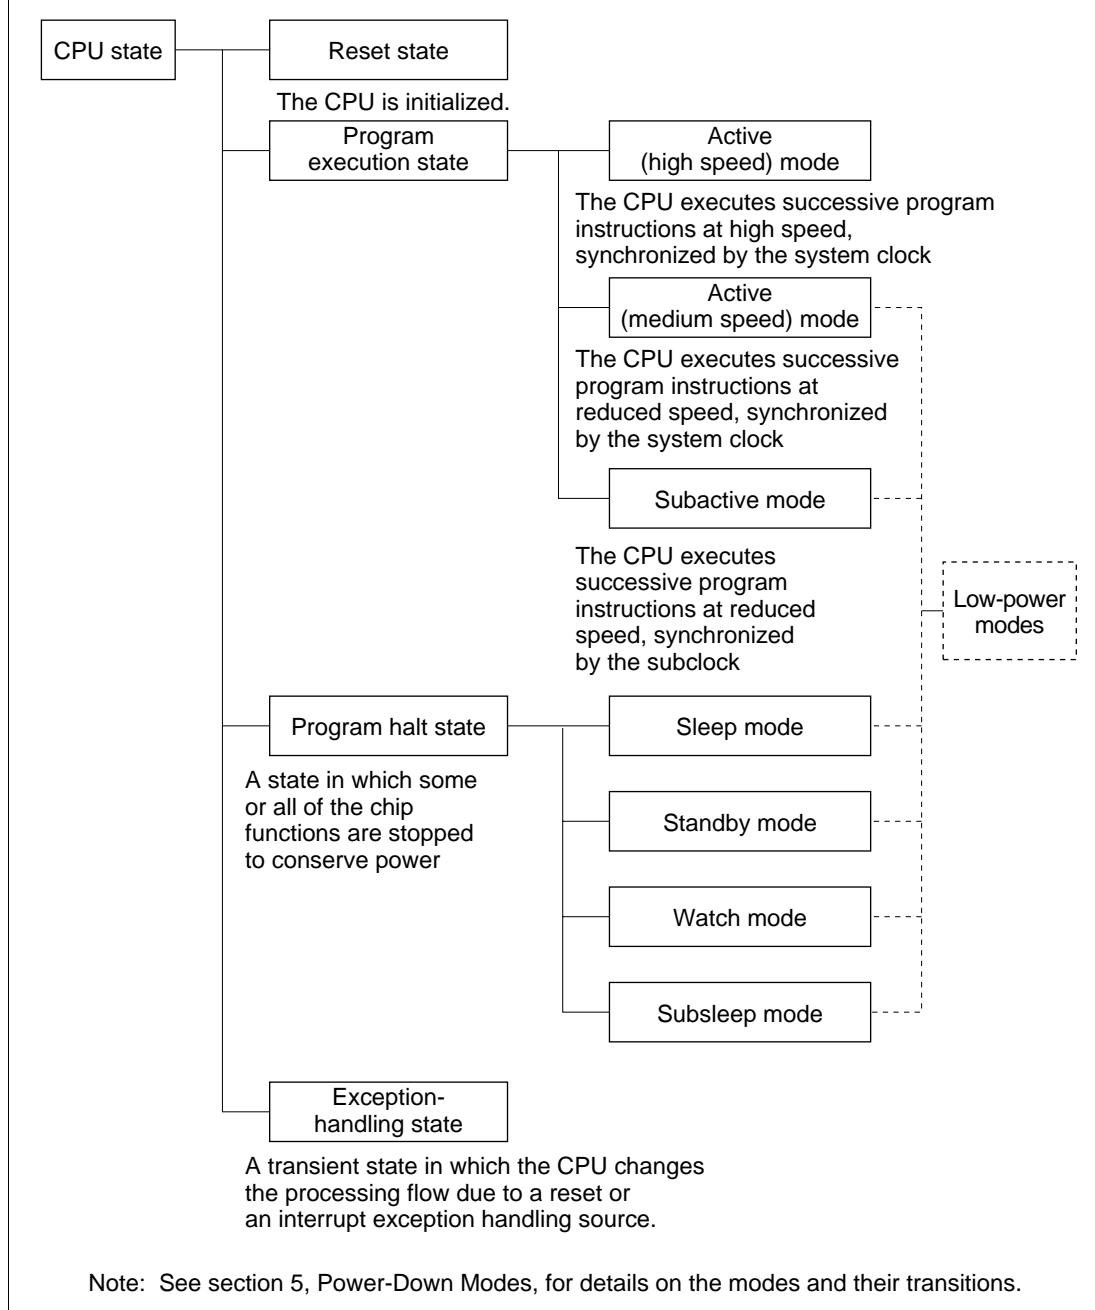 CPU state
Reset state
The CPU is initialized.
Program
execution state
Active
(high speed) mode
The CPU executes successive program
instructions at high speed,
synchronized by the system clock
Active
(medium speed) mode
The CPU executes successive
program instructions at
reduced speed, synchronized
by the system clock
Subactive mode
The CPU executes
successive program
instructions at reduced
speed, synchronized
by the subclock
Low-power
modes
Program halt state
A state in which some
or all of the chip
functions are stopped
to conserve power
Sleep mode
Standby mode
Watch mode
Subsleep mode
Exception-
handling state
A transient state in which the CPU changes
the processing flow due to a reset or
an interrupt exception handling source.
Note: See section 5, Power-Down Modes, for details on the modes and their transitions.